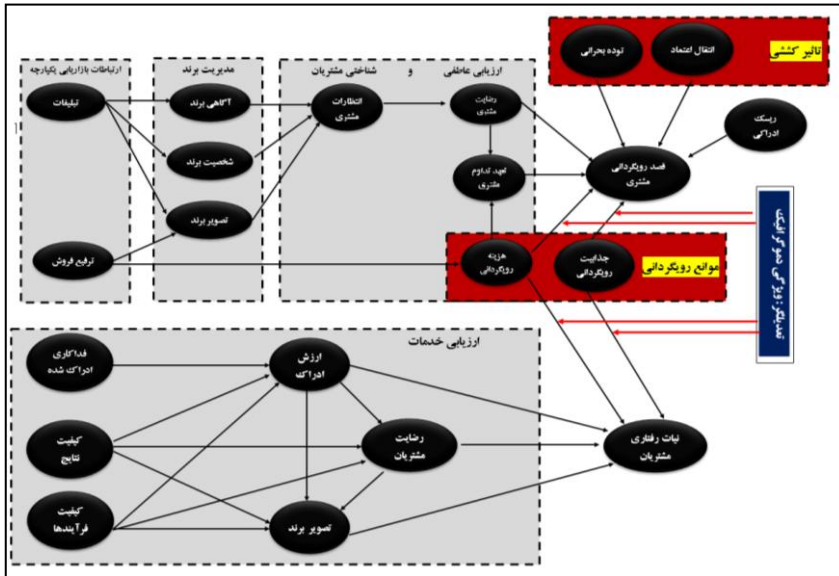 تاثیر کششی
انتقال اعتماد
توده بحرانی
ارزیابی عاطفی و شناختی مشتریان
مدیریت برند
ارتباطات بازاریابی یکپارچه
تبلیغات
آگاهی برند
انتظارات
مشتری
رضایت
مشتری
ریسک
ادراکی
شخصیت برند
تعهد تداوم
مشتری
قصد رویگردانی
مشتری
تصویر برند
ترفیع فروش
هزینه
رویگردانی
جذابیت
رویگردانی
موانع رویگردانی
تعدیلگر: ویژگی دموگرافیک
ارزیابی خدمات
فداکاری
ادراک شده
ارزش
ادراک
کیفیت
نتایج
رضایت
مشتریان
نیات رفتاری
مشتریان
کیفیت
فرآیندها
تصویر برند